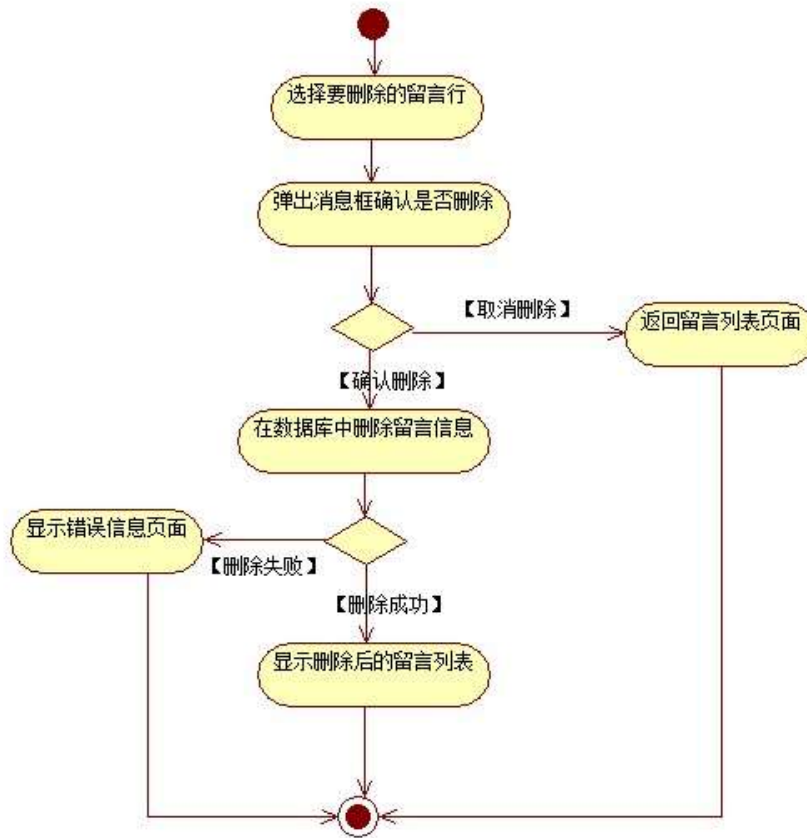 选择要删除的留言行
弹出消息框确认是否删除
【取消删除】
返回留言列表页面
【确认删除】
在数据库中删除留言信息
显示错误信息页面
【删除失败】
【删除成功】
显示删除后的留言列表